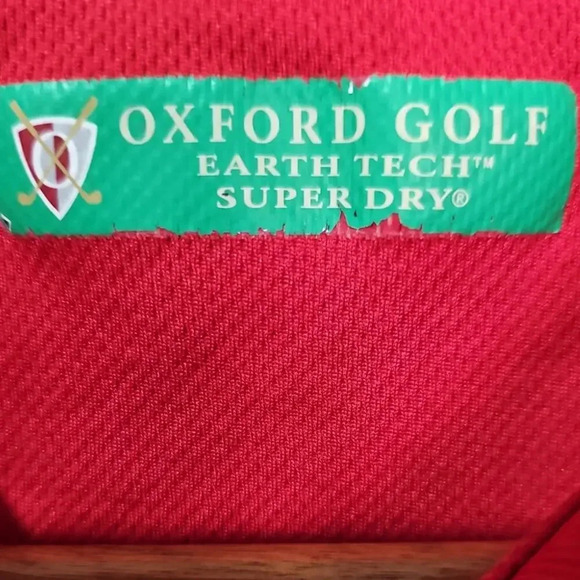 OXFORD GOLF
EARTH TECH™
SUPER DRY®